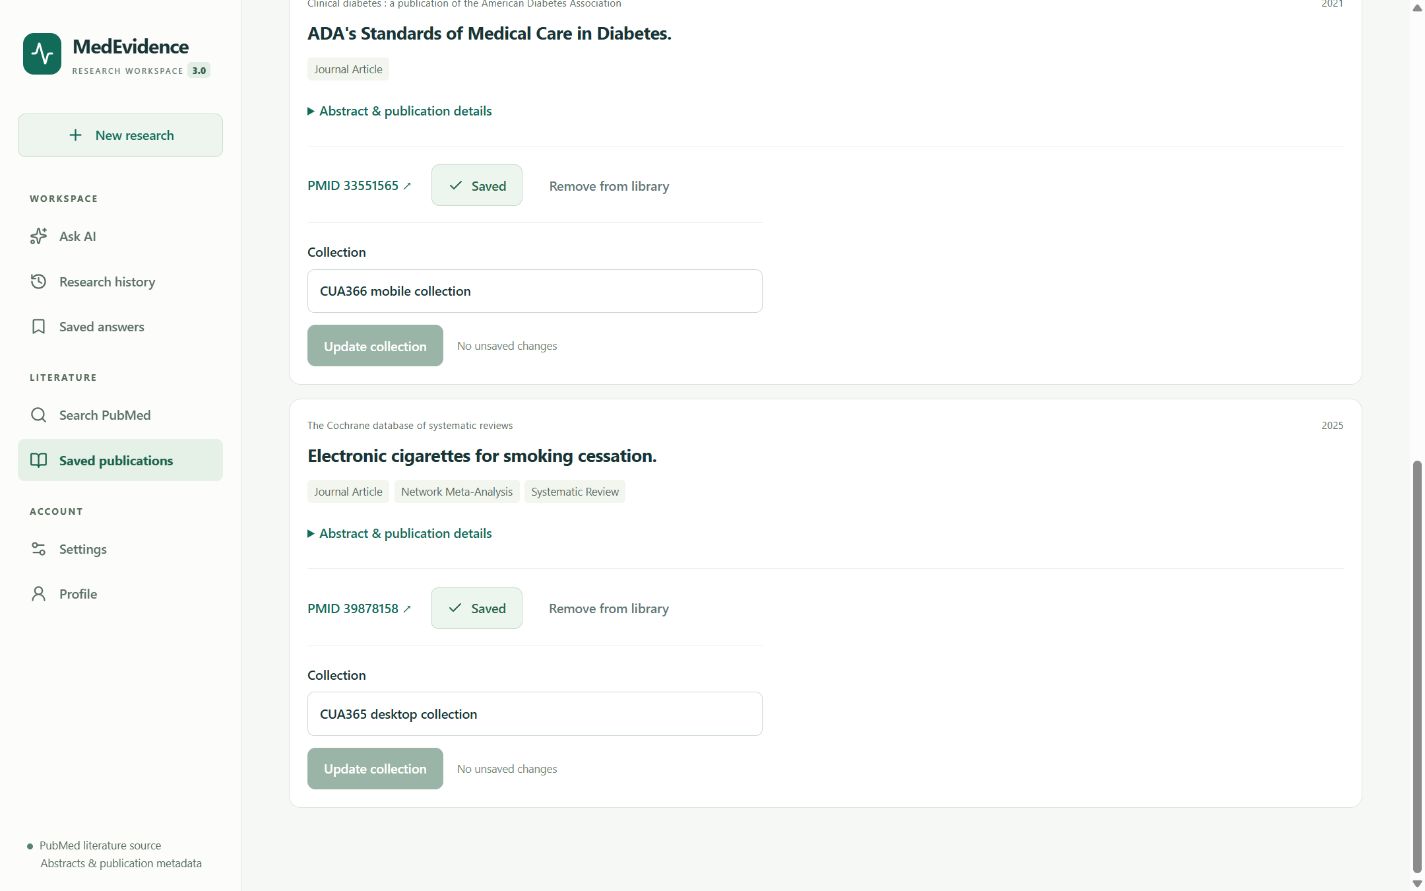 MedEvidence
RESEARCH WORKSPACE 3.0
New research
WORKSPACE
Ask AI
Research history
Saved answers
LITERATURE
Search PubMed
Saved publications
ACCOUNT
Settings
Profile
PubMed literature source
Abstracts & publication metadata
Clinical diabetes : a publication of the American Diabetes Association 2021
ADA's Standards of Medical Care in Diabetes.
Journal Article
Abstract & publication details
PMID 33551565 Saved Remove from library
Collection
CUA366 mobile collection
Update collection No unsaved changes
The Cochrane database of systematic reviews 2025
Electronic cigarettes for smoking cessation.
Journal Article Network Meta-Analysis Systematic Review
Abstract & publication details
PMID 39878158 Saved Remove from library
Collection
CUA365 desktop collection
Update collection No unsaved changes